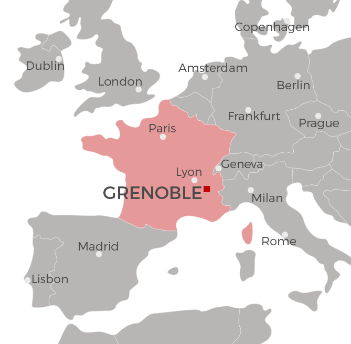 Copenhagen
Dublin
Amsterdam
London
Berlin
Frankfurt
Prague
Paris
Geneva
Lyon
GRENOBLE
Milan
Rome
Madrid
Lisbon